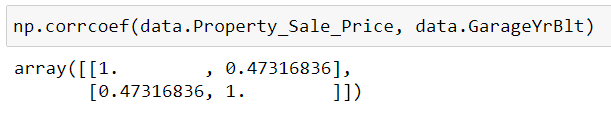 np.corrcoef(data.Property_Sale_Price, data.GarageYrBlt)
array([[1.        , 0.47316836],
       [0.47316836, 1.        ]])